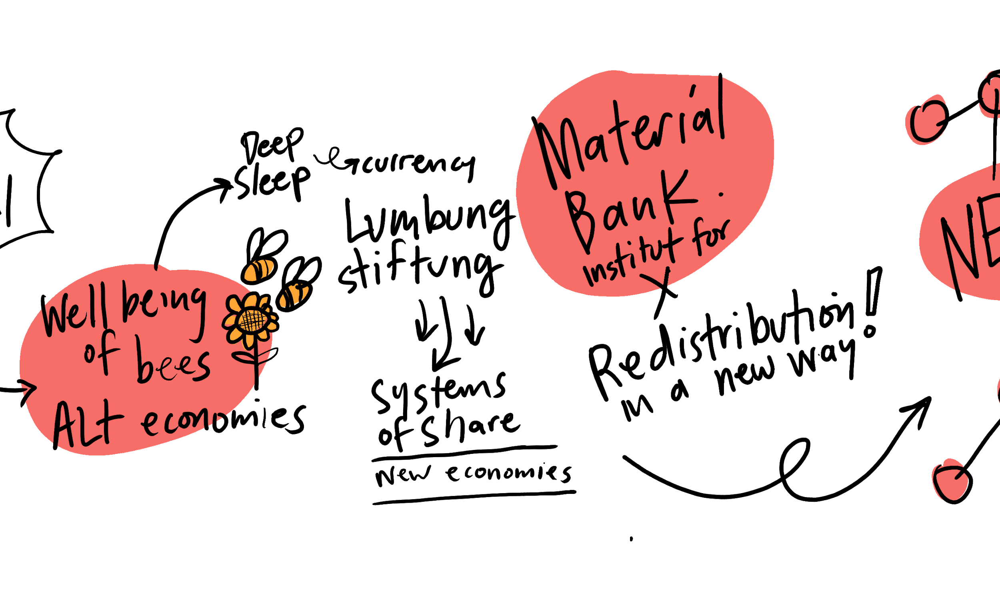 Deep
Sleep
currency
Well being
of bees
Alt economies
Lumbung
stiftung
systems
of share
New economies
Material
Bank
institut for
X
Redistribution!
in a new way
NE